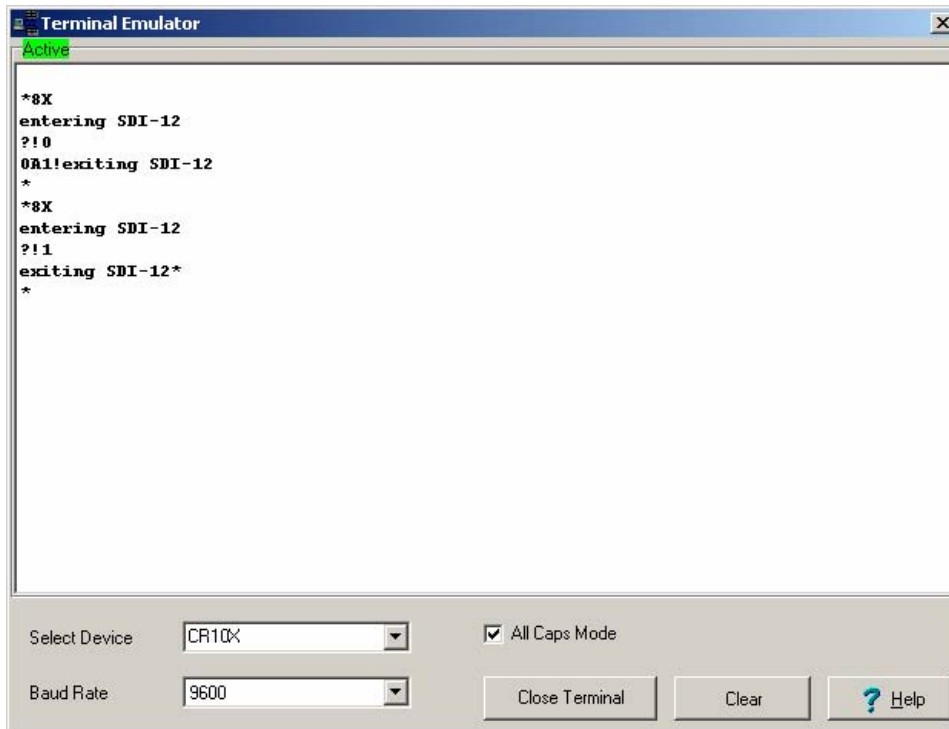 Terminal Emulator
Active
*8X
entering SDI-12
?!0
0A1!exiting SDI-12
*
*8X
entering SDI-12
?!1
exiting SDI-12*
*
Select Device CR10X All Caps Mode
Baud Rate 9600 Close Terminal Clear ? Help